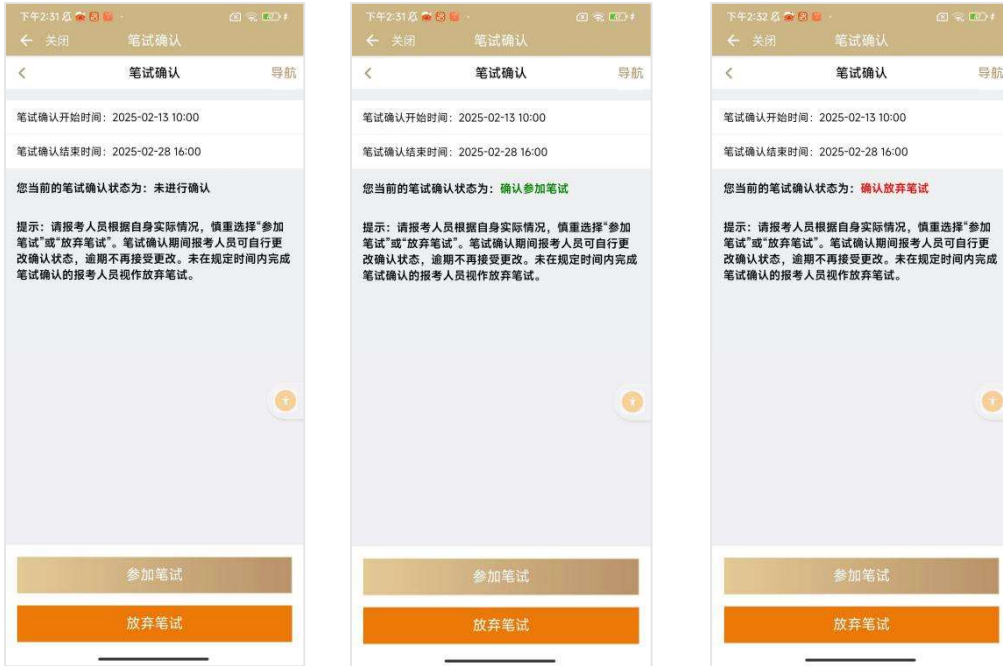 下午2:31
关闭 笔试确认
笔试确认 导航
笔试确认开始时间：2025-02-13 10:00
笔试确认结束时间：2025-02-28 16:00
您当前的笔试确认状态为：未进行确认
提示：请报考人员根据自身实际情况，慎重选择“参加
笔试”或“放弃笔试”。笔试确认期间报考人员可自行更
改确认状态，逾期不再接受更改。未在规定时间内完成
笔试确认的报考人员视作放弃笔试。
参加笔试
放弃笔试
下午2:31
关闭 笔试确认
笔试确认 导航
笔试确认开始时间：2025-02-13 10:00
笔试确认结束时间：2025-02-28 16:00
您当前的笔试确认状态为：确认参加笔试
提示：请报考人员根据自身实际情况，慎重选择“参加
笔试”或“放弃笔试”。笔试确认期间报考人员可自行更
改确认状态，逾期不再接受更改。未在规定时间内完成
笔试确认的报考人员视作放弃笔试。
参加笔试
放弃笔试
下午2:32
关闭 笔试确认
笔试确认 导航
笔试确认开始时间：2025-02-13 10:00
笔试确认结束时间：2025-02-28 16:00
您当前的笔试确认状态为：确认放弃笔试
提示：请报考人员根据自身实际情况，慎重选择“参加
笔试”或“放弃笔试”。笔试确认期间报考人员可自行更
改确认状态，逾期不再接受更改。未在规定时间内完成
笔试确认的报考人员视作放弃笔试。
参加笔试
放弃笔试